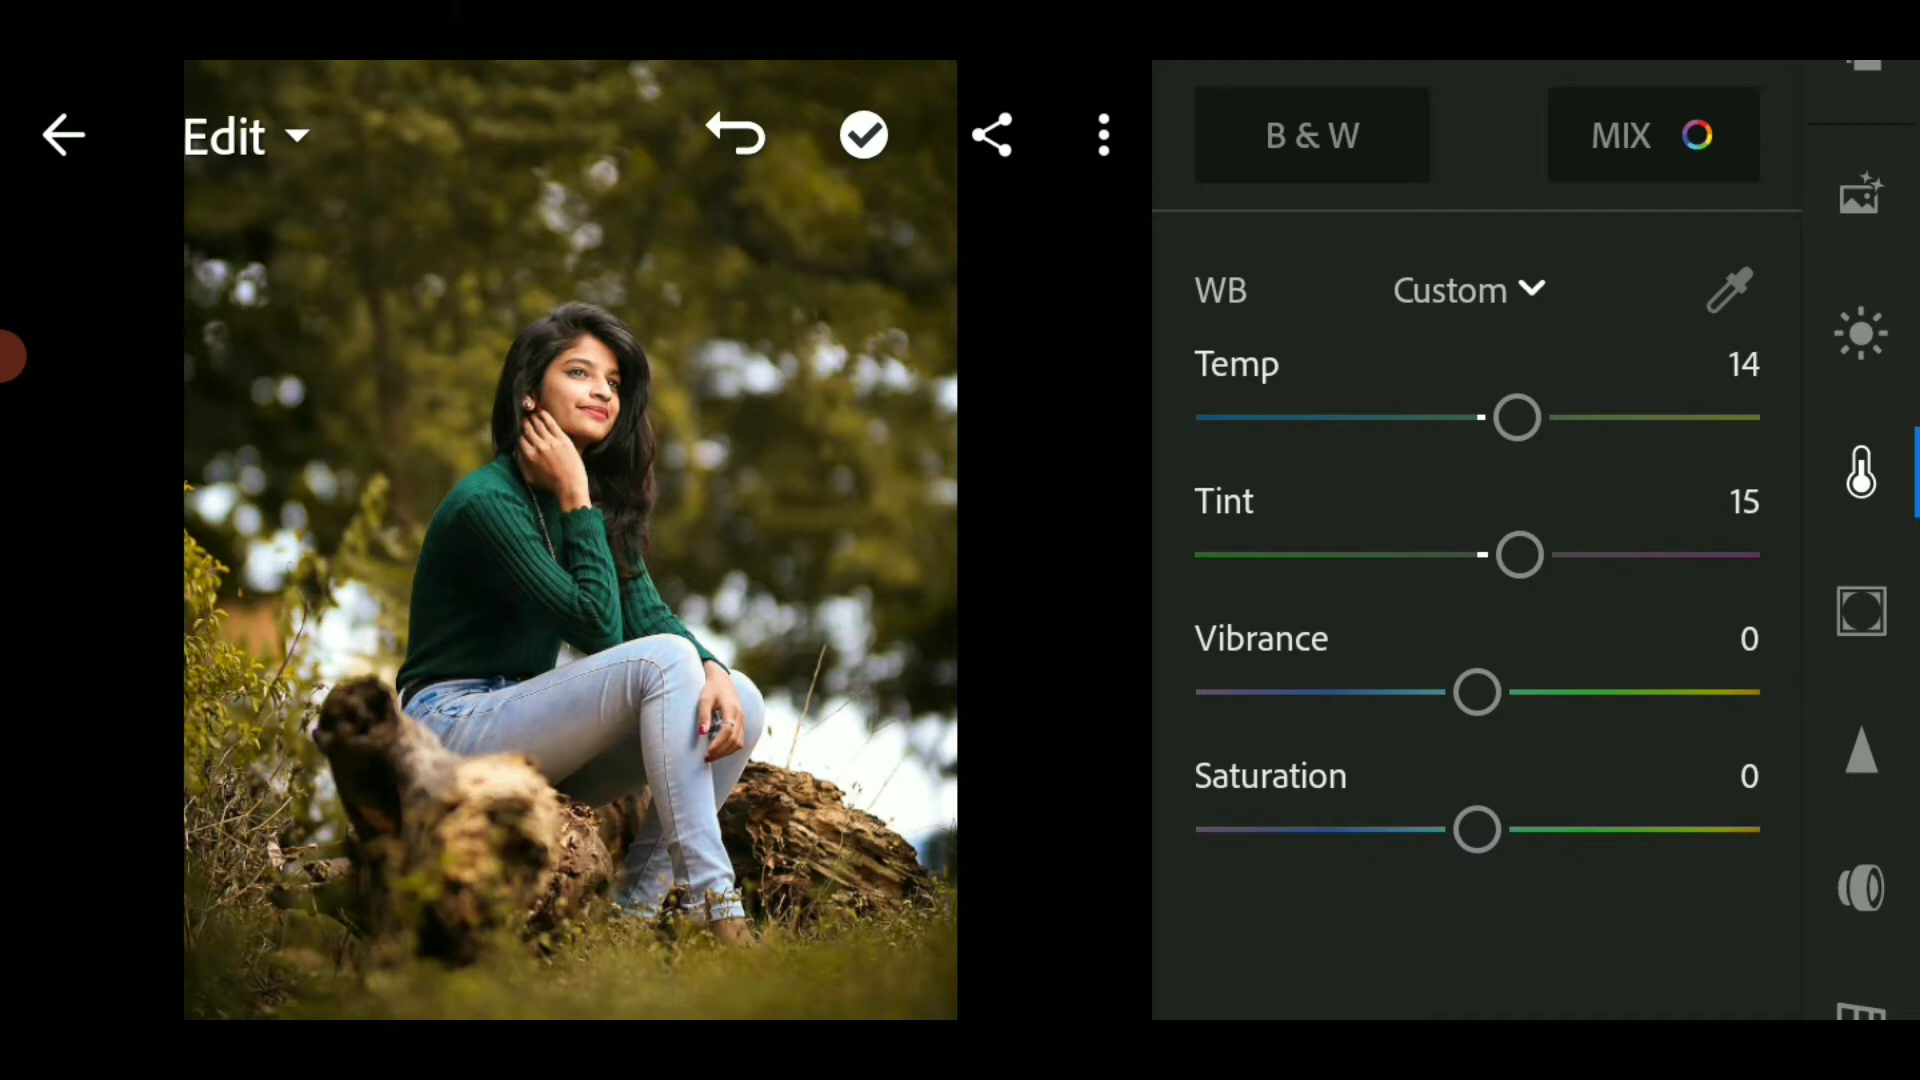 Edit
B & W
MIX
WB
Custom
Temp
14
Tint
15
Vibrance
0
Saturation
0